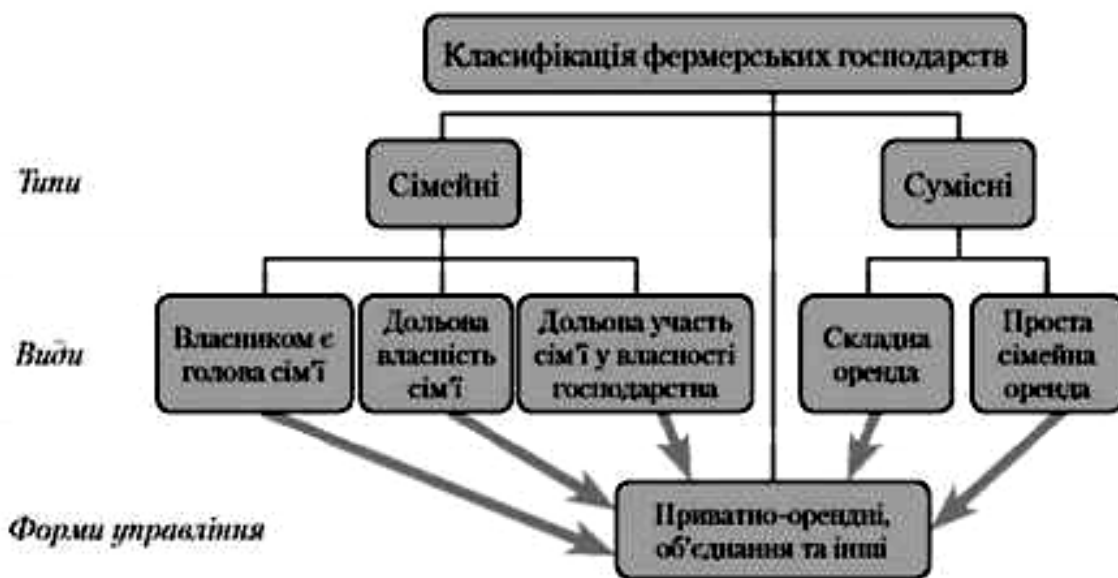 Класифікація фермерських господарств
Типи
Сімейні
Сумісні
Види
Власником є
голова сім'ї
Дольова
власність
сім'ї
Дольова участь
сім'ї у власності
господарства
Складна
оренда
Проста
сімейна
оренда
Форми управління
Приватно-орендні,
об'єднання та інші